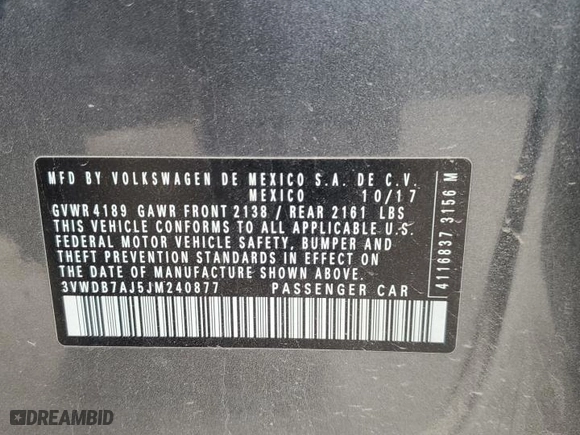 MFD BY VOLKSWAGEN DE MEXICO S.A. DE C.V.
MEXICO 10/17
GVWR 4189 GAWR FRONT 2138 / REAR 2161 LBS
THIS VEHICLE CONFORMS TO ALL APPLICABLE U.S.
FEDERAL MOTOR VEHICLE SAFETY, BUMPER AND
THEFT PREVENTION STANDARDS IN EFFECT ON
THE DATE OF MANUFACTURE SHOWN ABOVE.
3VWDB7AJ5JM240877 PASSENGER CAR
4116837 3156 M
DREAMBID